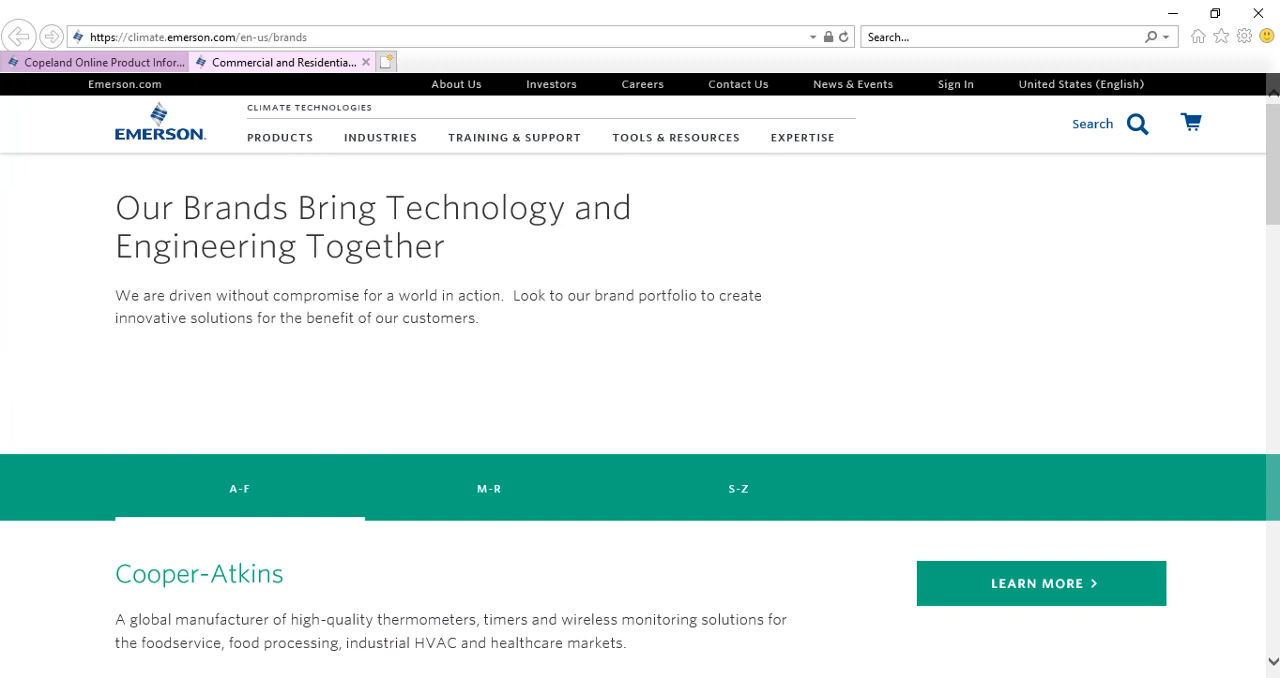 https://climate.emerson.com/en-us/brands
Search...
Copeland Online Product Infor...
Commercial and Residentia...
Emerson.com
About Us
Investors
Careers
Contact Us
News & Events
Sign In
United States (English)
EMERSON.
CLIMATE TECHNOLOGIES
PRODUCTS
INDUSTRIES
TRAINING & SUPPORT
TOOLS & RESOURCES
EXPERTISE
Search
Our Brands Bring Technology and
Engineering Together
We are driven without compromise for a world in action. Look to our brand portfolio to create
innovative solutions for the benefit of our customers.
A-F
M-R
S-Z
Cooper-Atkins
LEARN MORE >
A global manufacturer of high-quality thermometers, timers and wireless monitoring solutions for
the foodservice, food processing, industrial HVAC and healthcare markets.